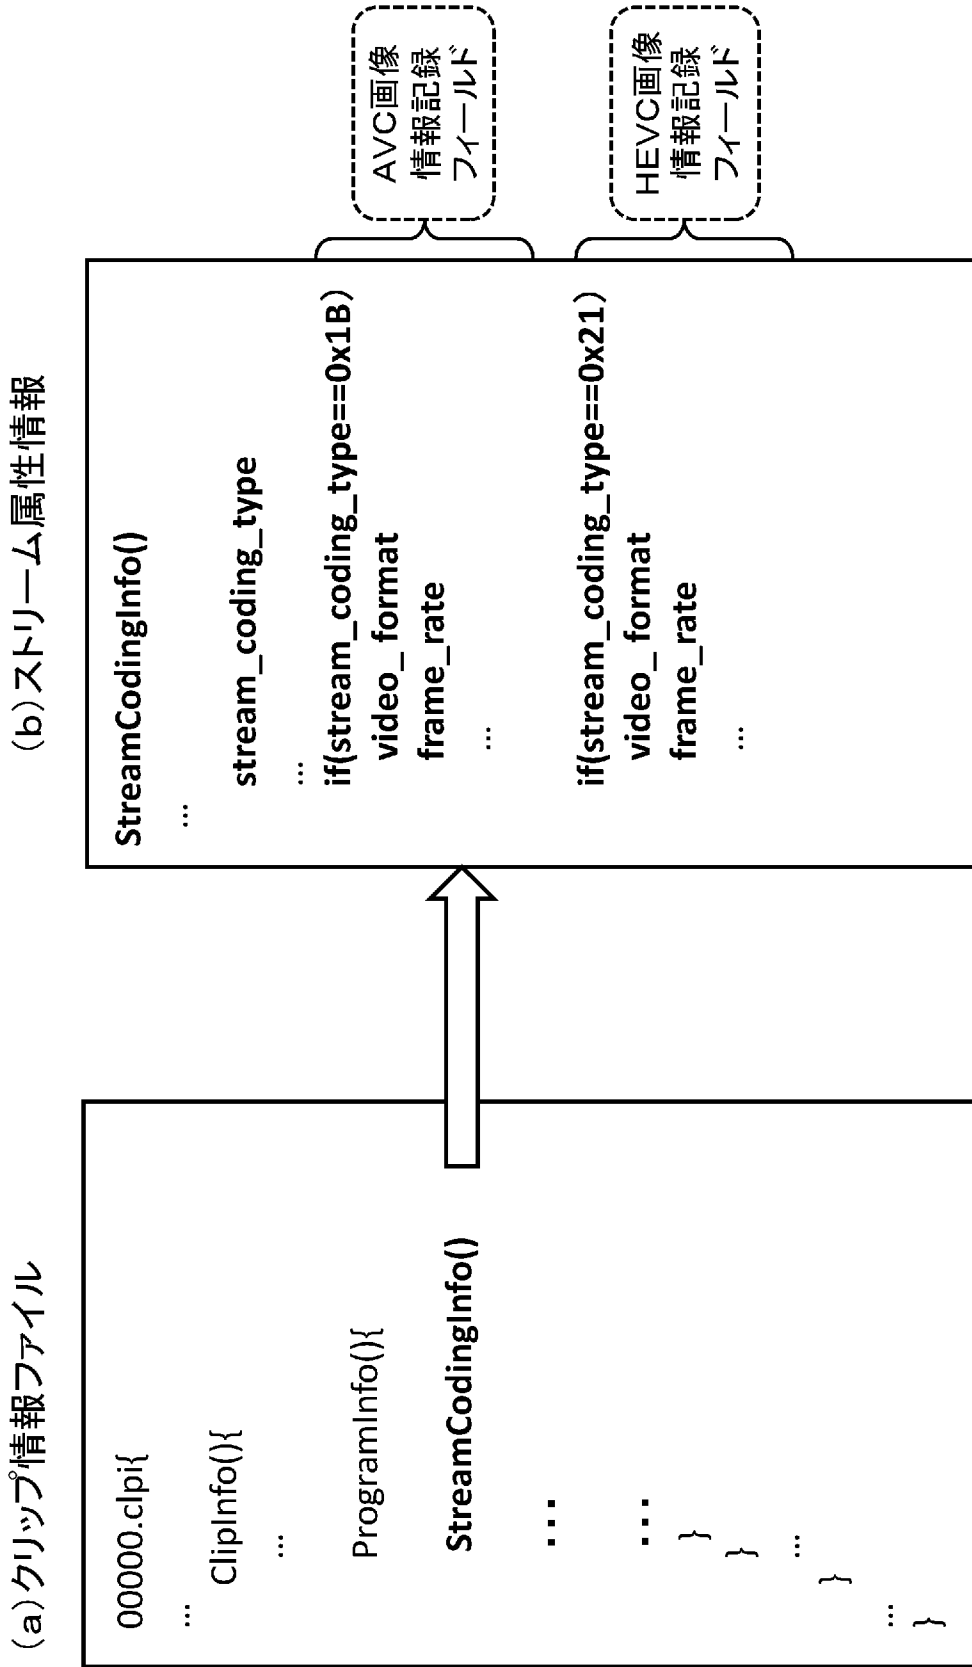 (a)クリップ情報ファイル
00000.clpi{
...
ClipInfo(){
...
ProgramInfo(){
StreamCodingInfo()
...
...
}
}
...
}
...
}
(b)ストリーム属性情報
StreamCodingInfo()
...
stream_coding_type
...
if(stream_coding_type==0x1B)
video_format
frame_rate
...
if(stream_coding_type==0x21)
video_format
frame_rate
...
AVC画像
情報記録
フィールド
HEVC画像
情報記録
フィールド